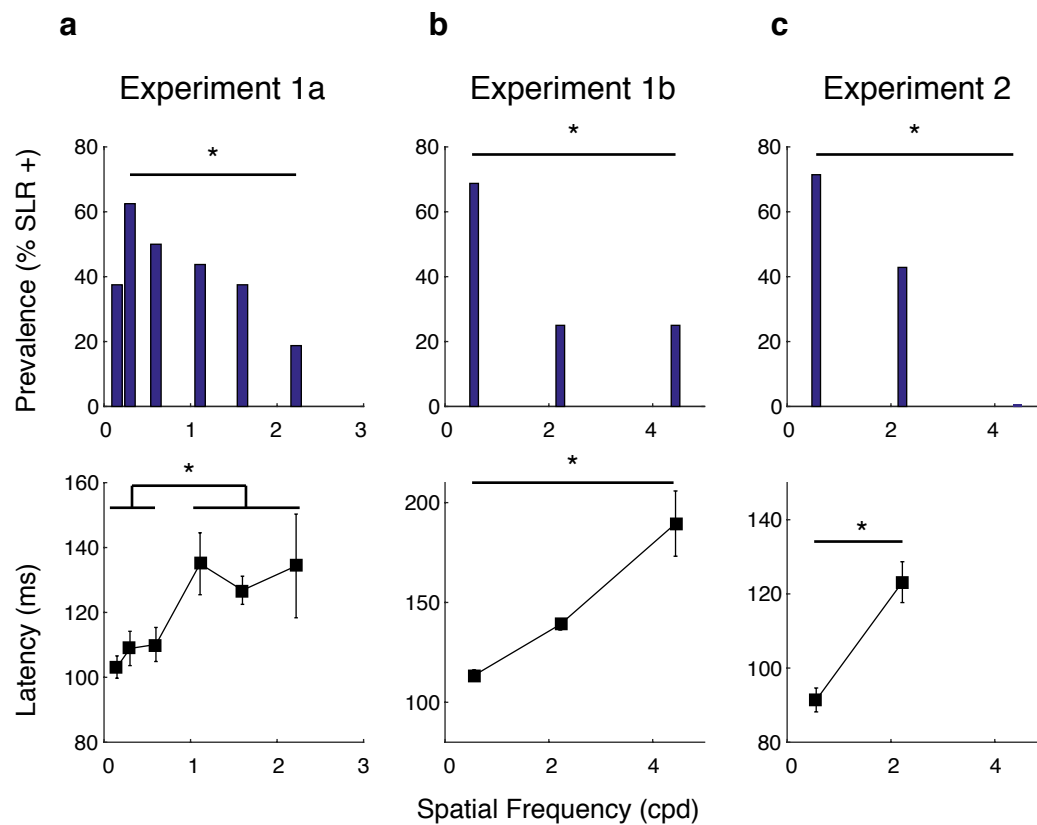 a
b
c
Experiment 1a
Experiment 1b
Experiment 2
Prevalence (% SLR +)
80
60
40
20
0
0 1 2 3
*
80
60
40
20
0
0 2 4
*
80
60
40
20
0
0 2 4
*
Latency (ms)
160
140
120
100
80
0 1 2 3
*
200
150
100
0 2 4
*
140
120
100
80
0 2 4
*
Spatial Frequency (cpd)